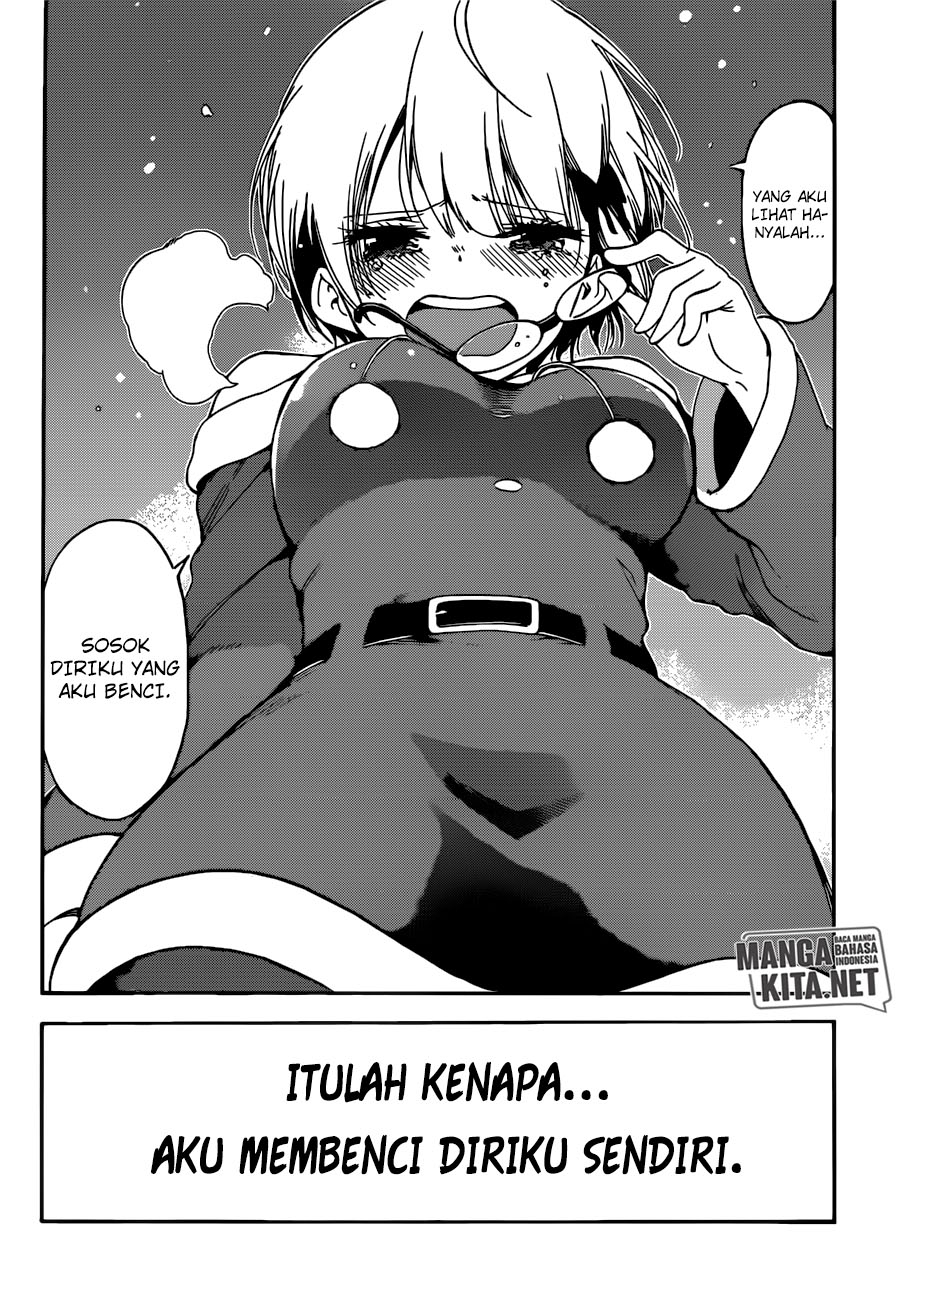 YANG AKU
LIHAT HA-
NYALAH...
SOSOK
DIRIKU YANG
AKU BENCI.
MANGA
BACA MANGA
BAHASA
INDONESIA
KITA.NET
ITULAH KENAPA...
AKU MEMBENCI DIRIKU SENDIRI.